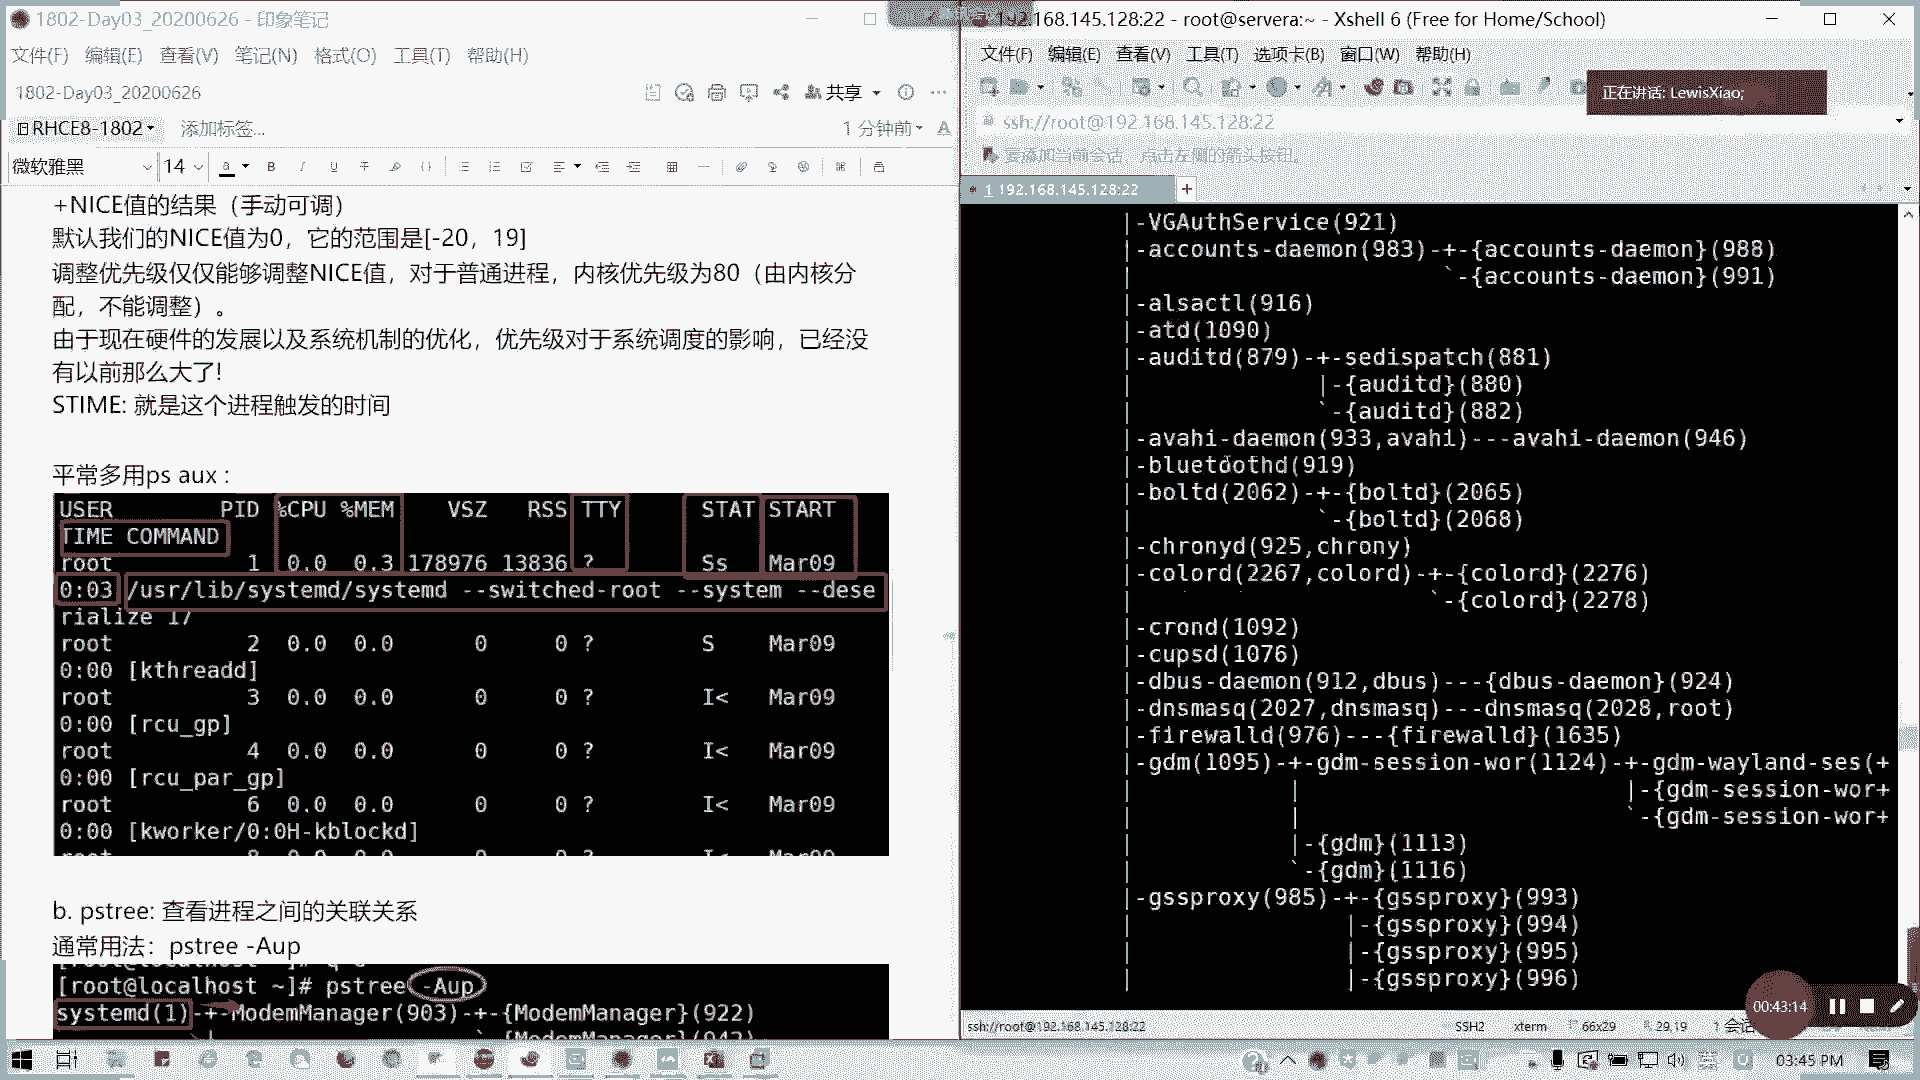 1802-Day03_20200626 - 印象笔记
文件(F) 编辑(E) 查看(V) 笔记(N) 格式(O) 工具(T) 帮助(H)
1802-Day03_20200626
共享
RHCE8-1802
添加标签...
1 分钟前
微软雅黑
14
+NICE值的结果（手动可调）
默认我们的NICE值为0，它的范围是[-20，19]
调整优先级仅仅能够调整NICE值，对于普通进程，内核优先级为80（由内核分
配，不能调整）。
由于现在硬件的发展以及系统机制的优化，优先级对于系统调度的影响，已经没
有以前那么大了!
STIME: 就是这个进程触发的时间
平常多用ps aux :
USER PID %CPU %MEM VSZ RSS TTY STAT START
TIME COMMAND
root 1 0.0 0.3 178976 13836 ? Ss Mar09
0:03 /usr/lib/systemd/systemd --switched-root --system --dese
rialize 17
root 2 0.0 0.0 0 0 ? S Mar09
0:00 [kthreadd]
root 3 0.0 0.0 0 0 ? I< Mar09
0:00 [rcu_gp]
root 4 0.0 0.0 0 0 ? I< Mar09
0:00 [rcu_par_gp]
root 6 0.0 0.0 0 0 ? I< Mar09
0:00 [kworker/0:0H-kblockd]
b. pstree: 查看进程之间的关联关系
通常用法：pstree -Aup
[root@localhost ~]# pstree -Aup
systemd(1)-+-ModemManager(903)-+-{ModemManager}(922)
192.168.145.128:22 - root@servera:~ - Xshell 6 (Free for Home/School)
文件(F) 编辑(E) 查看(V) 工具(T) 选项卡(B) 窗口(W) 帮助(H)
正在讲话: LewisXiao;
ssh://root@192.168.145.128:22
要添加当前会话，点击左侧的箭头按钮。
1 192.168.145.128:22
|-VGAuthService(921)
|-accounts-daemon(983)-+-{accounts-daemon}(988)
| `-{accounts-daemon}(991)
|-alsactl(916)
|-atd(1090)
|-auditd(879)-+-sedispatch(881)
| |-{auditd}(880)
| `-{auditd}(882)
|-avahi-daemon(933,avahi)---avahi-daemon(946)
|-bluetoothd(919)
|-boltd(2062)-+-{boltd}(2065)
| `-{boltd}(2068)
|-chronyd(925,chrony)
|-colord(2267,colord)-+-{colord}(2276)
| `-{colord}(2278)
|-crond(1092)
|-cupsd(1076)
|-dbus-daemon(912,dbus)---{dbus-daemon}(924)
|-dnsmasq(2027,dnsmasq)---dnsmasq(2028,root)
|-firewalld(976)---{firewalld}(1635)
|-gdm(1095)-+-gdm-session-wor(1124)-+-gdm-wayland-ses(+
| | |-{gdm-session-wor+
| | `-{gdm-session-wor+
| |-{gdm}(1113)
| `-{gdm}(1116)
|-gssproxy(985)-+-{gssproxy}(993)
| |-{gssproxy}(994)
| |-{gssproxy}(995)
| |-{gssproxy}(996)
00:43:14
ssh://root@192.168.145.128:22 SSH2 xterm 66x29 29,19 1 会话
03:45 PM